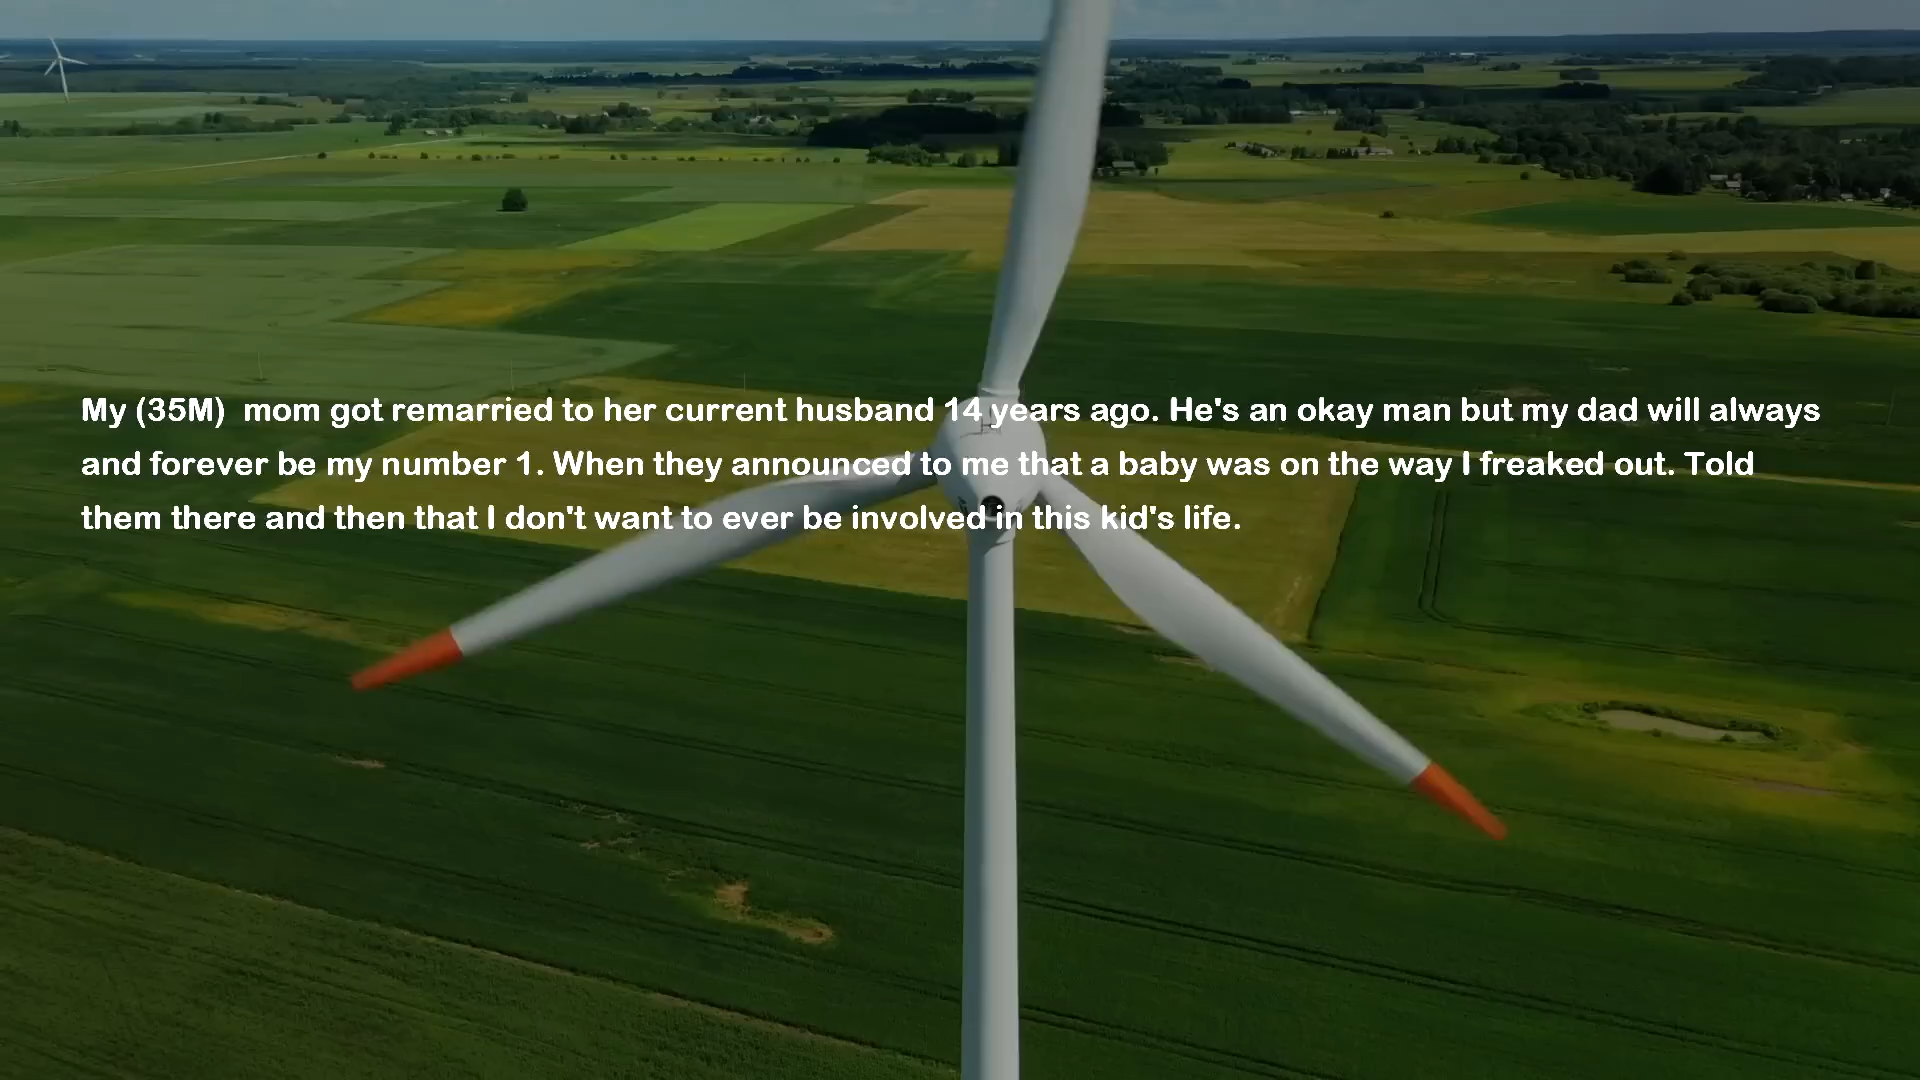 My (35M)  mom got remarried to her current husband 14 years ago. He's an okay man but my dad will always
and forever be my number 1. When they announced to me that a baby was on the way I freaked out. Told
them there and then that I don't want to ever be involved in this kid's life.